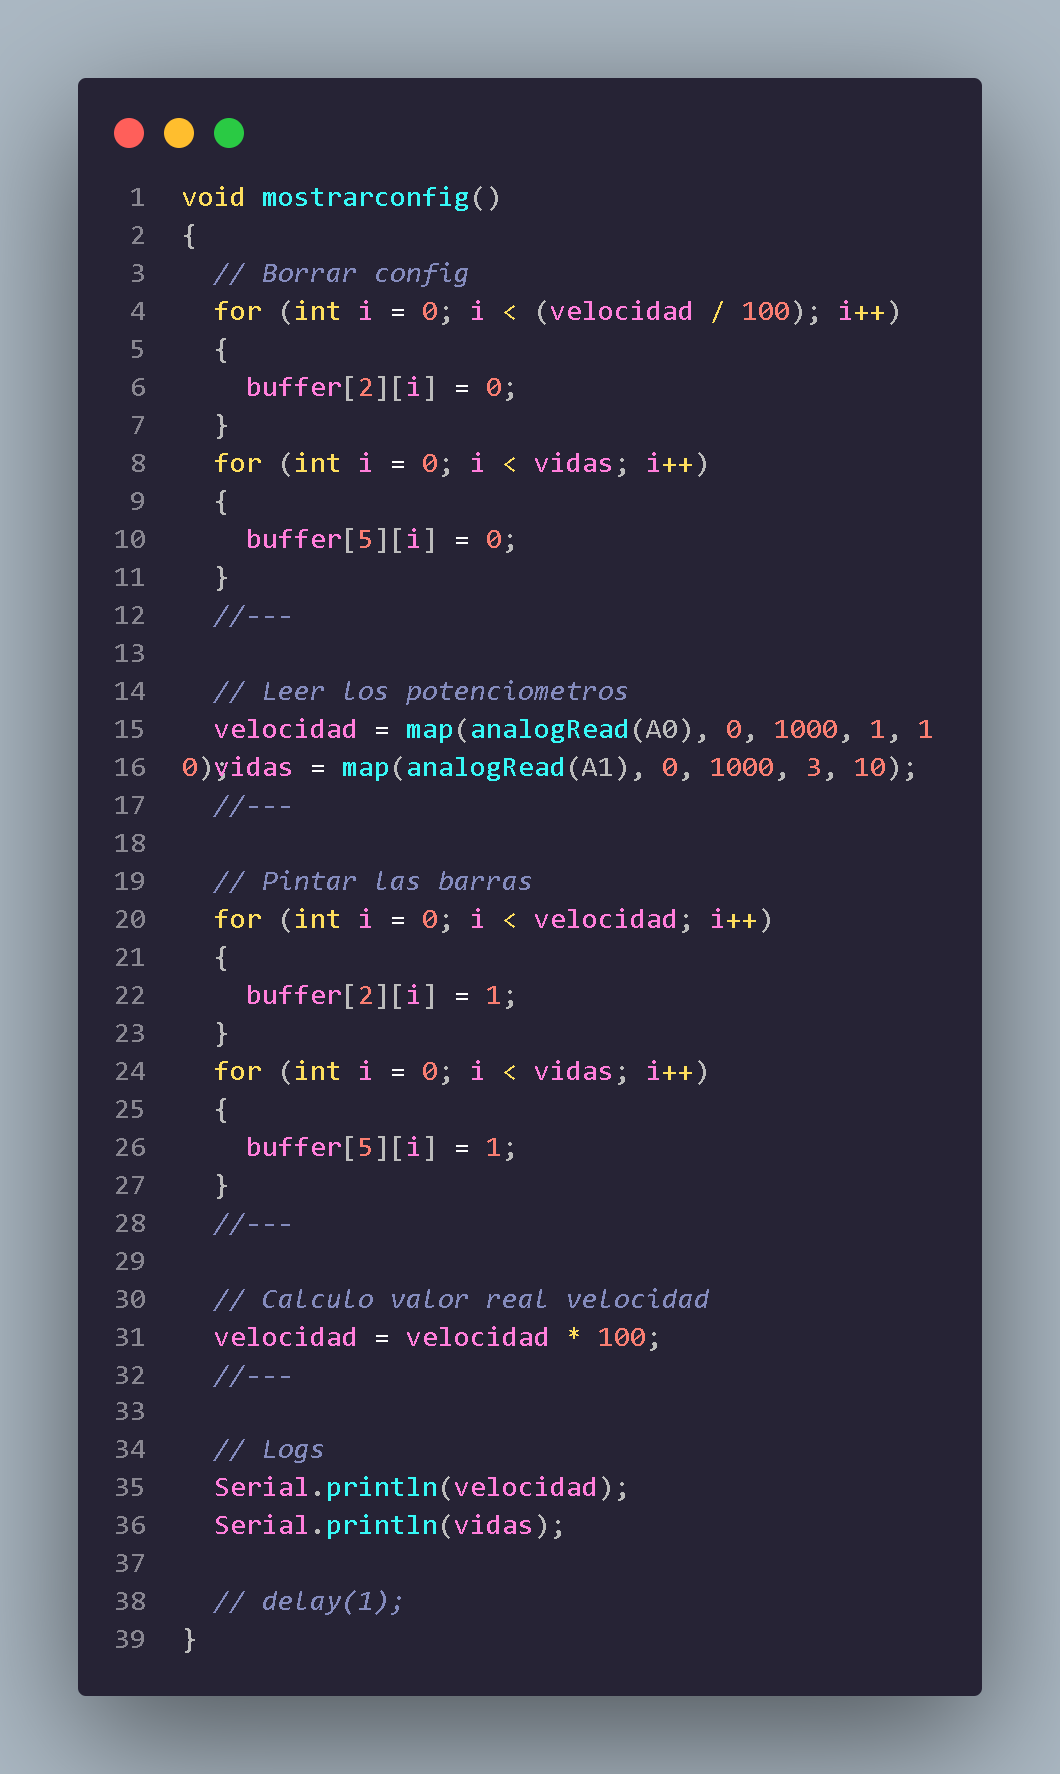 1 void mostrarconfig()
2 {
3 // Borrar config
4 for (int i = 0; i < (velocidad / 100); i++)
5 {
6 buffer[2][i] = 0;
7 }
8 for (int i = 0; i < vidas; i++)
9 {
10 buffer[5][i] = 0;
11 }
12 //---
13
14 // Leer los potenciometros
15 velocidad = map(analogRead(A0), 0, 1000, 1, 1
16 0);vidas = map(analogRead(A1), 0, 1000, 3, 10);
17 //---
18
19 // Pintar las barras
20 for (int i = 0; i < velocidad; i++)
21 {
22 buffer[2][i] = 1;
23 }
24 for (int i = 0; i < vidas; i++)
25 {
26 buffer[5][i] = 1;
27 }
28 //---
29
30 // Calculo valor real velocidad
31 velocidad = velocidad * 100;
32 //---
33
34 // Logs
35 Serial.println(velocidad);
36 Serial.println(vidas);
37
38 // delay(1);
39 }